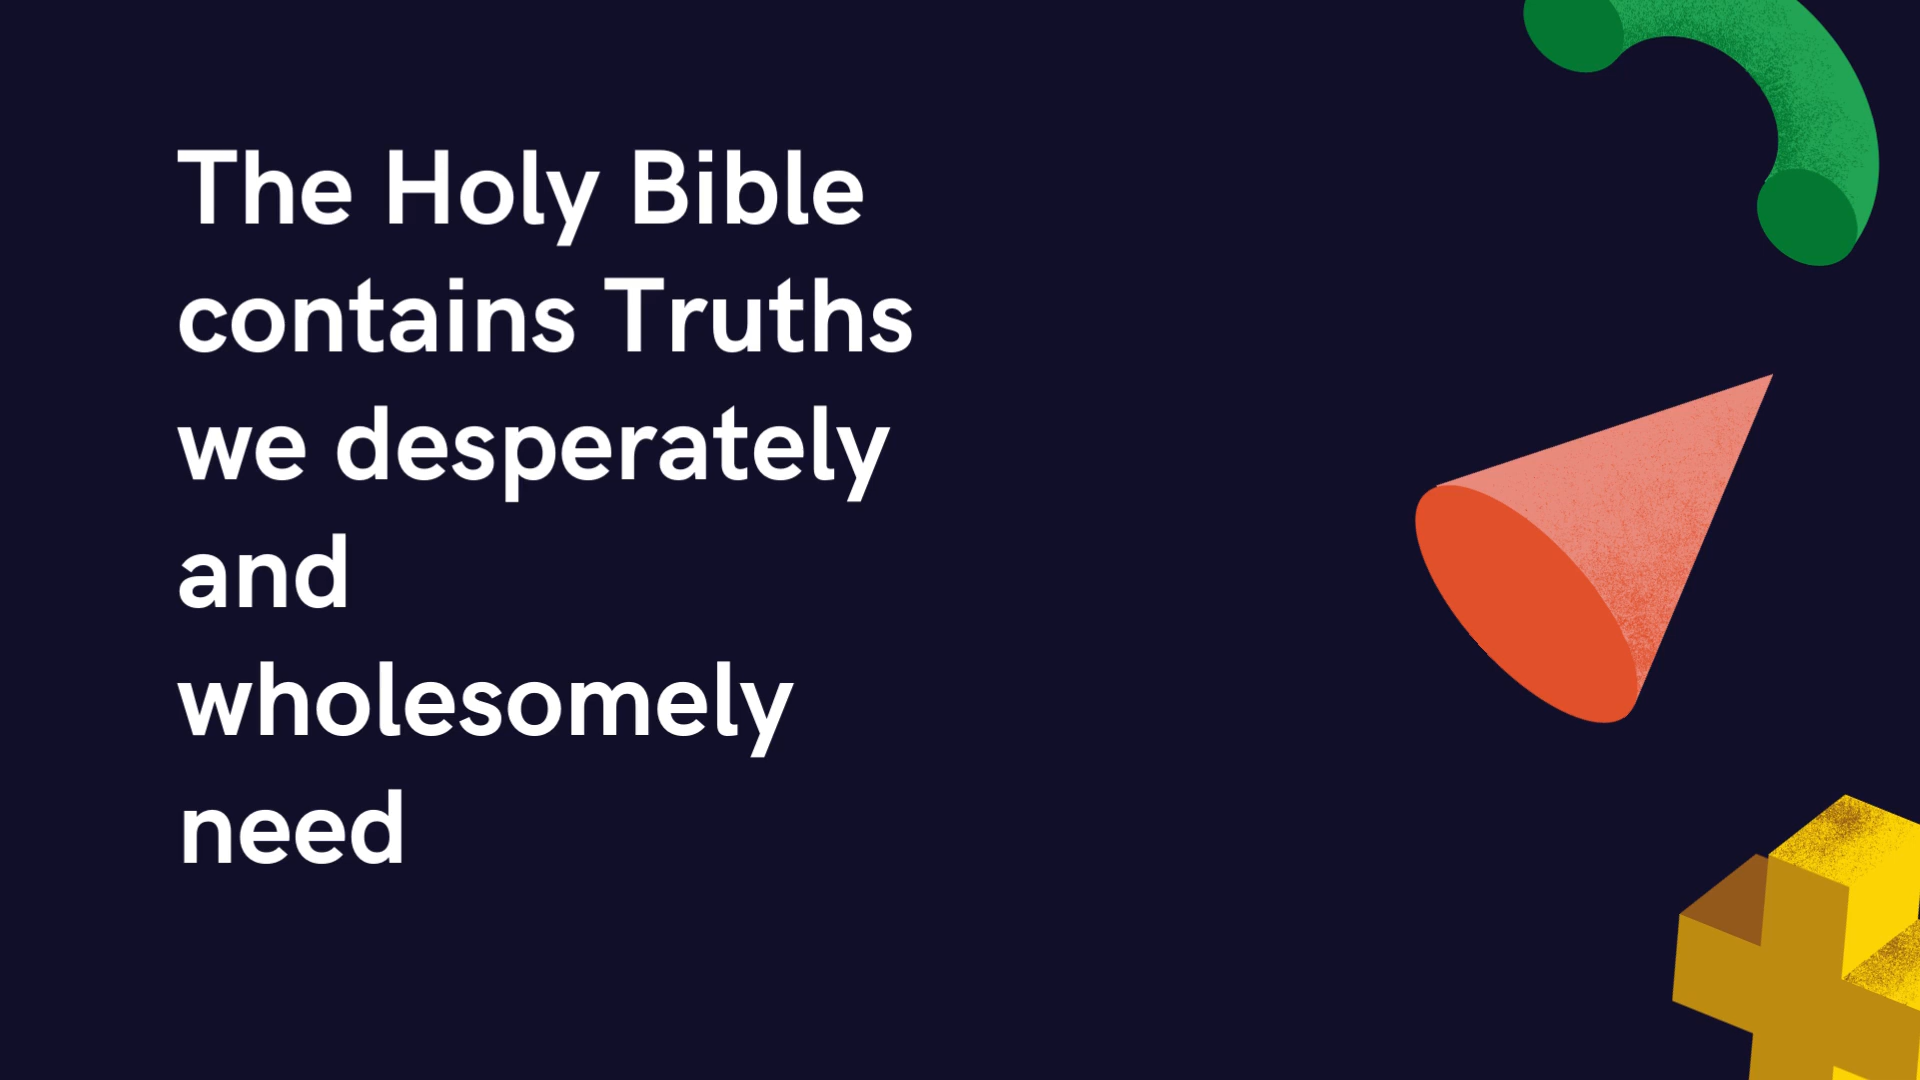 The Holy Bible
contains Truths
we desperately
and
wholesomely
need